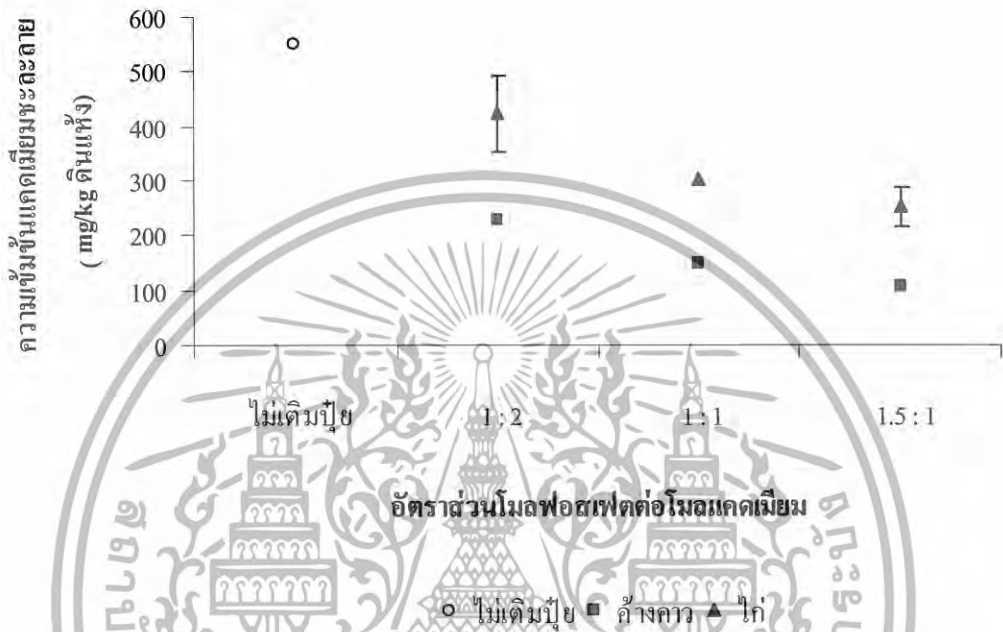 ความเข้มข้นแคดเมียมชะละลาย
( mg/kg ดินแห้ง)
600
500
400
300
200
100
0
ไม่เติมปุ๋ย 1 : 2 1 : 1 1.5 : 1
อัตราส่วนโมลฟอสเฟตต่อโมลแคดเมียม
ไม่เติมปุ๋ย ค้างคาว ไก่